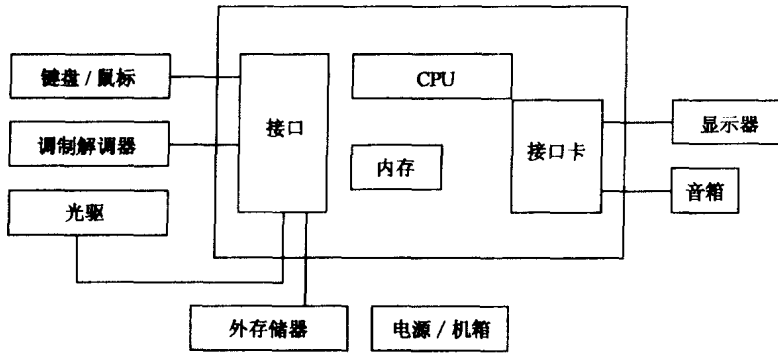 键盘 / 鼠标
接口
CPU
调制解调器
内存
接口卡
显示器
光驱
音箱
外存储器
电源 / 机箱